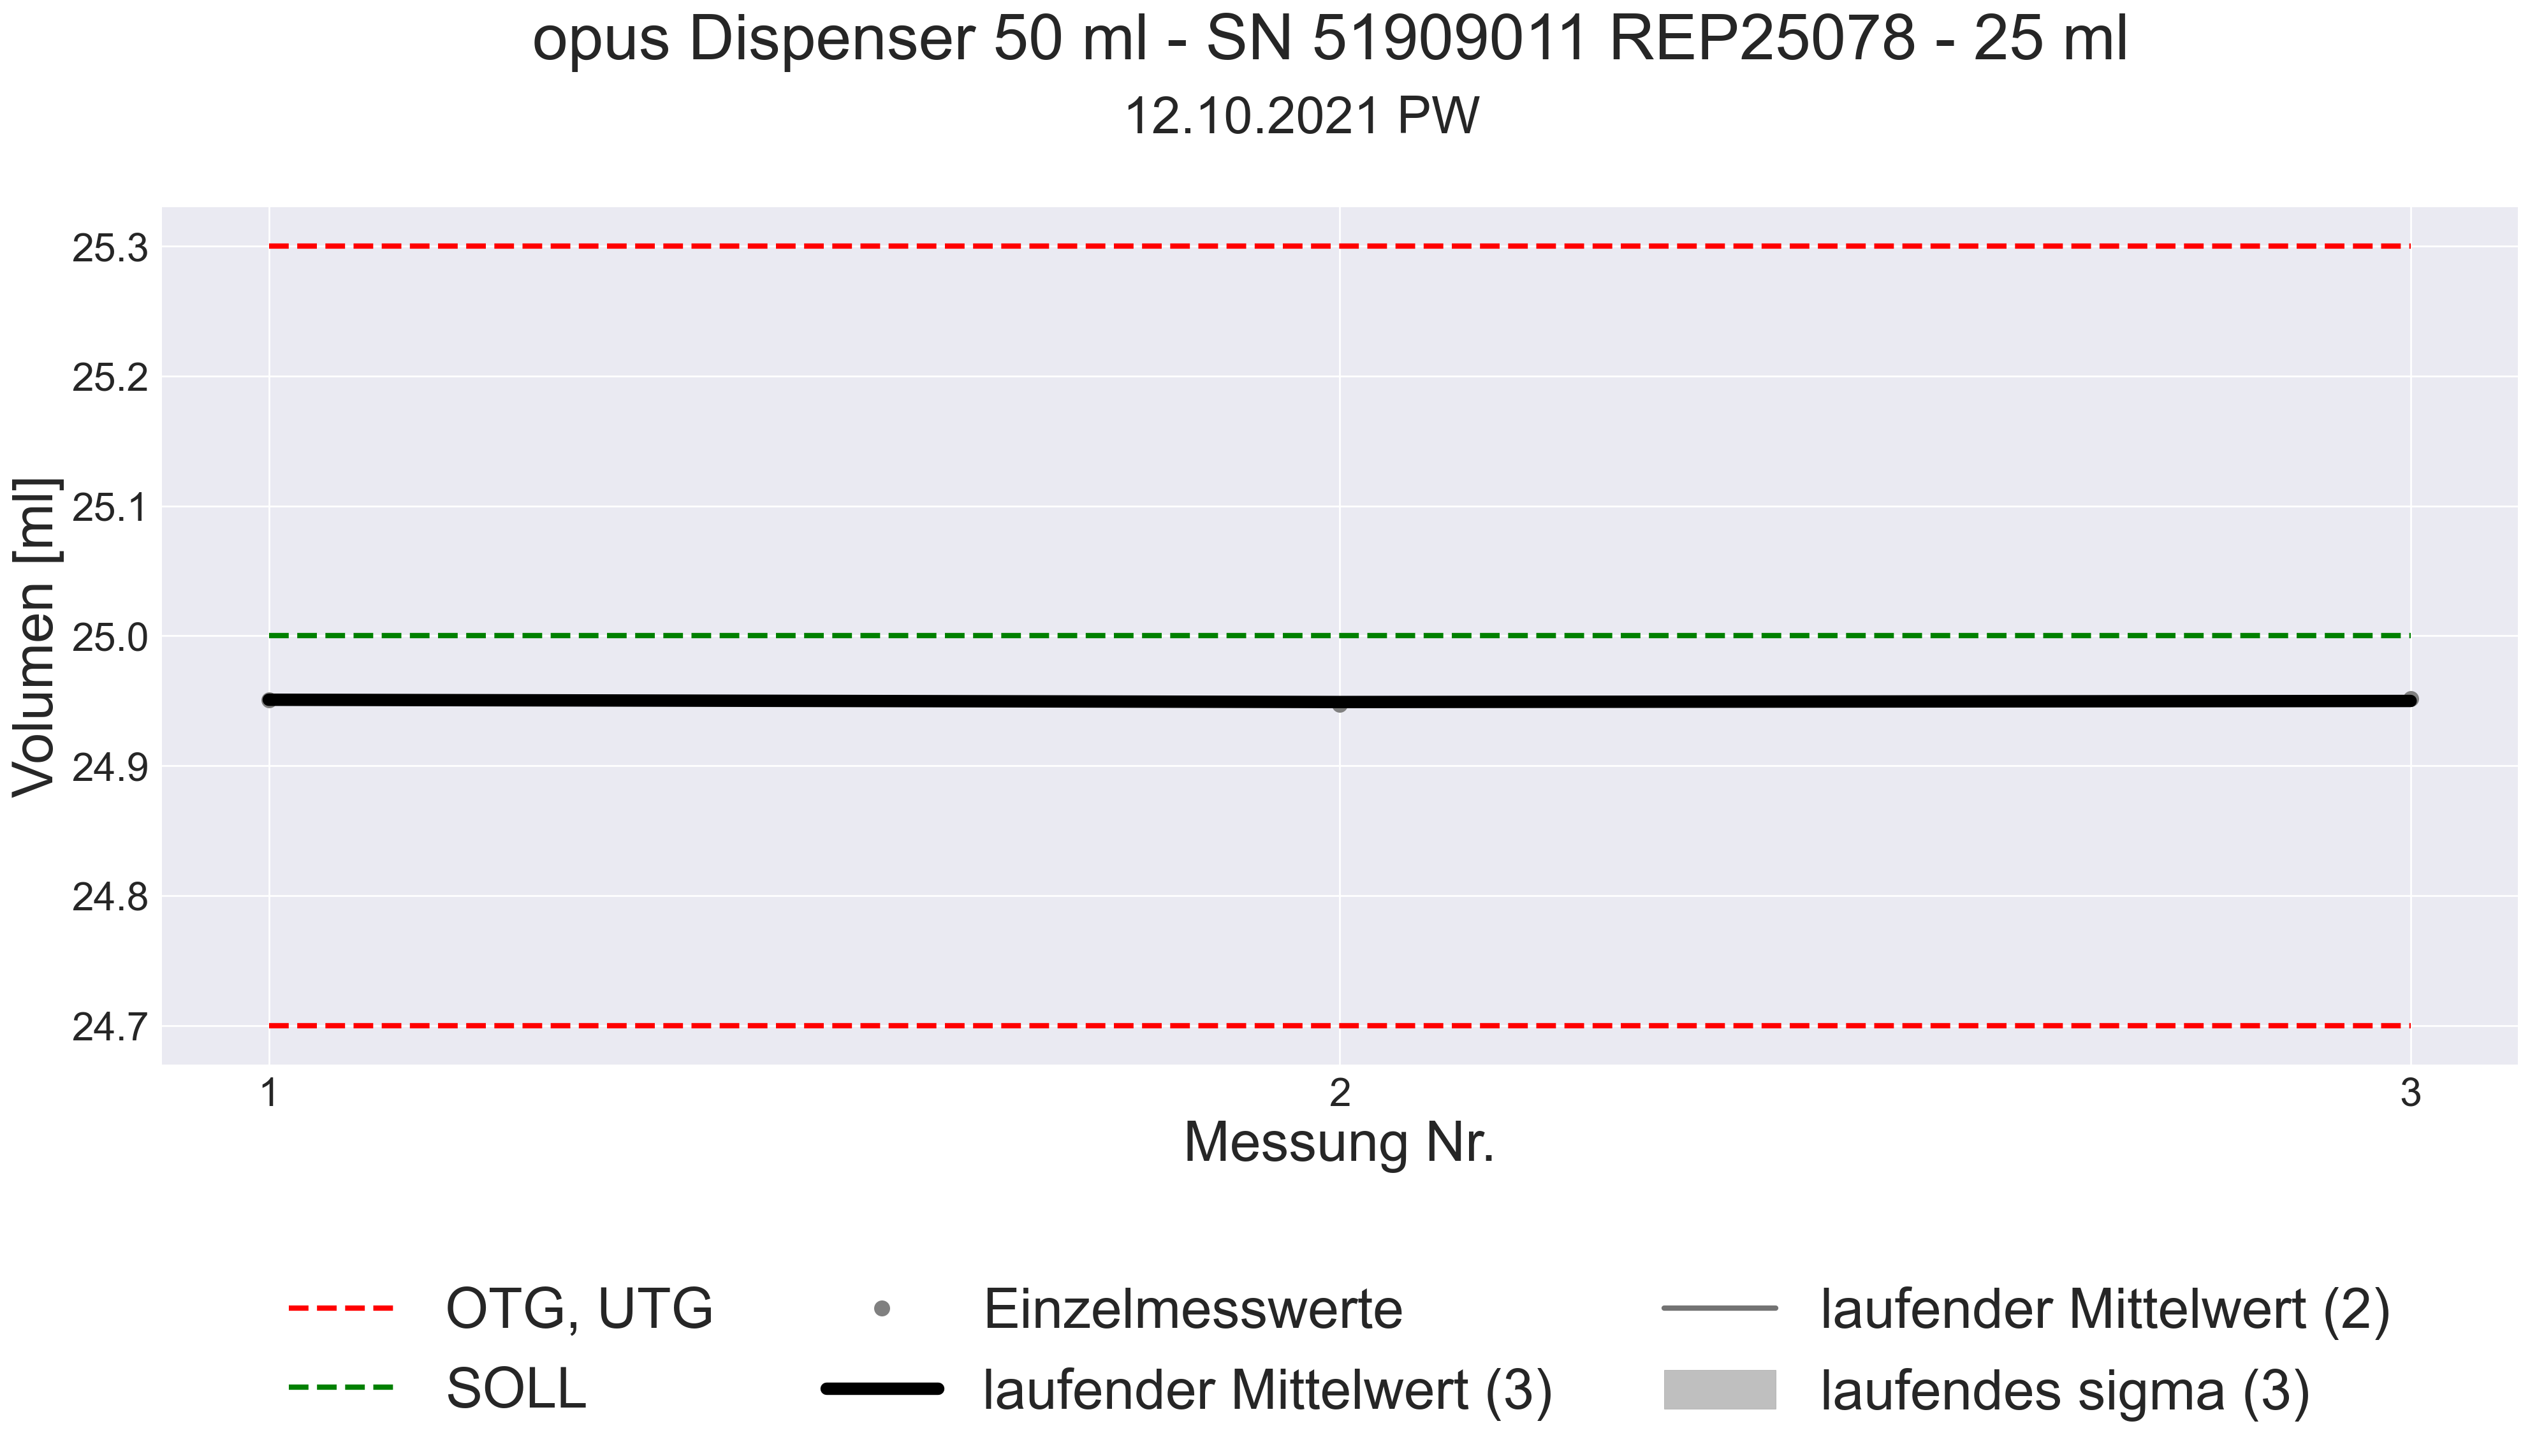 opus Dispenser 50 ml - SN 51909011 REP25078 - 25 ml
12.10.2021 PW
Volumen [ml]
25.3
25.2
25.1
25.0
24.9
24.8
24.7
1 2 3
Messung Nr.
OTG, UTG Einzelmesswerte laufender Mittelwert (2)
SOLL laufender Mittelwert (3) laufendes sigma (3)